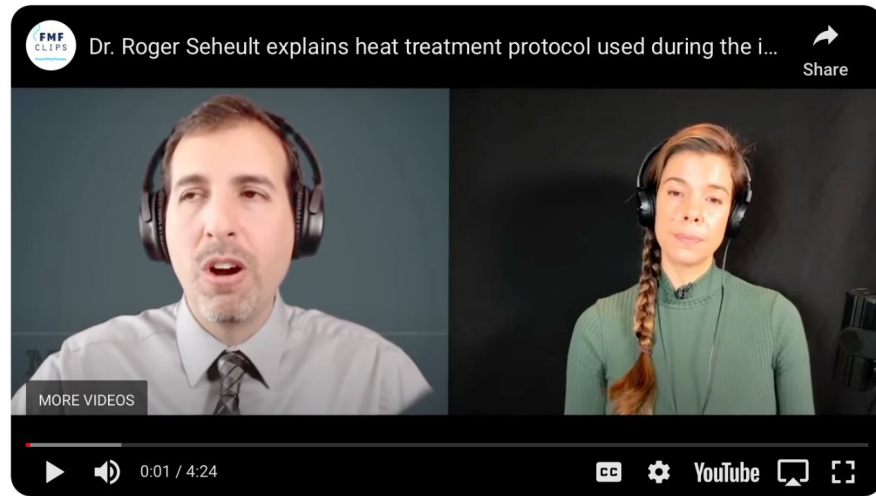 FMF
CLIPS
Dr. Roger Seheult explains heat treatment protocol used during the i...
Share
MORE VIDEOS
0:01 / 4:24
CC
YouTube